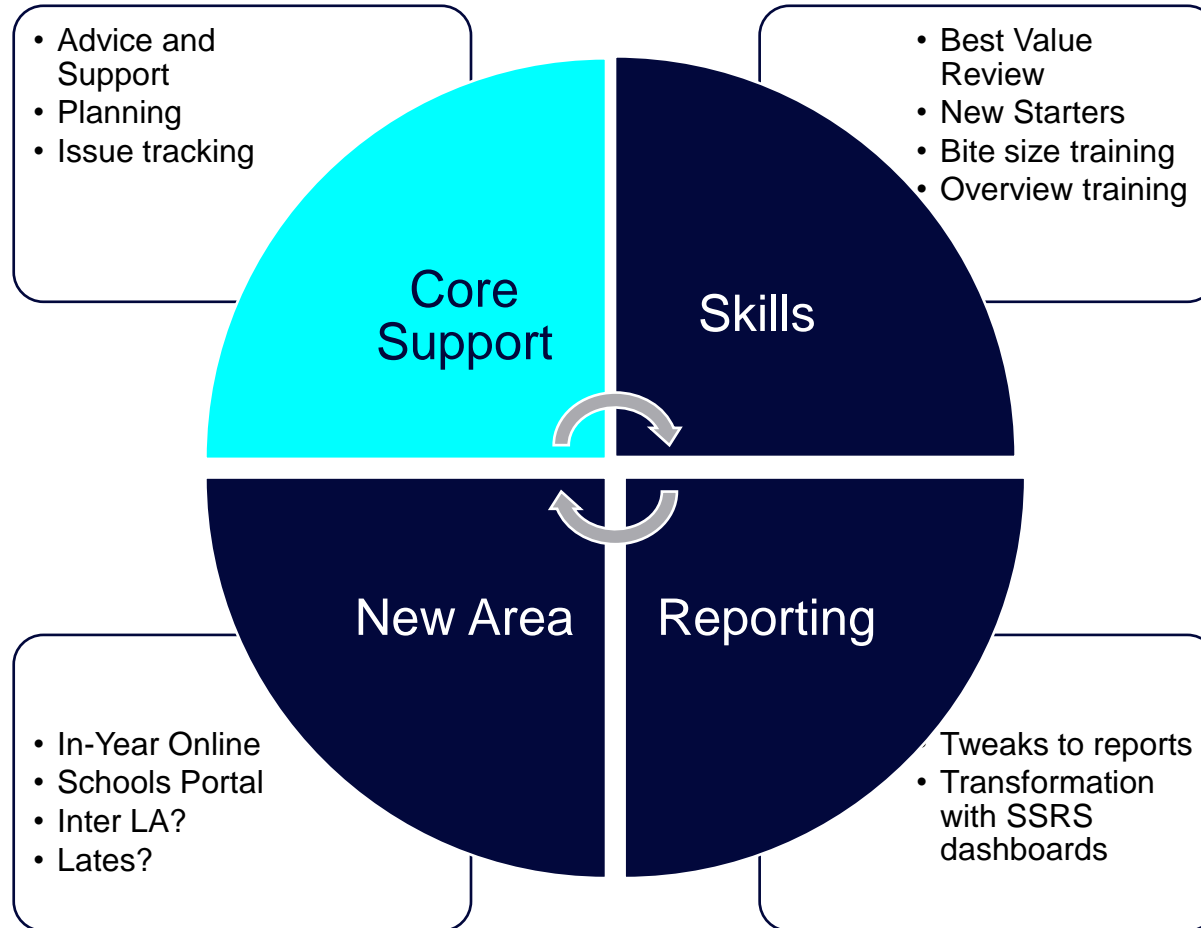 • Advice and
Support
• Planning
• Issue tracking
• Best Value
Review
• New Starters
• Bite size training
• Overview training
Core
Support
Skills
New Area
Reporting
• In-Year Online
• Schools Portal
• Inter LA?
• Lates?
• Tweaks to reports
• Transformation
with SSRS
dashboards